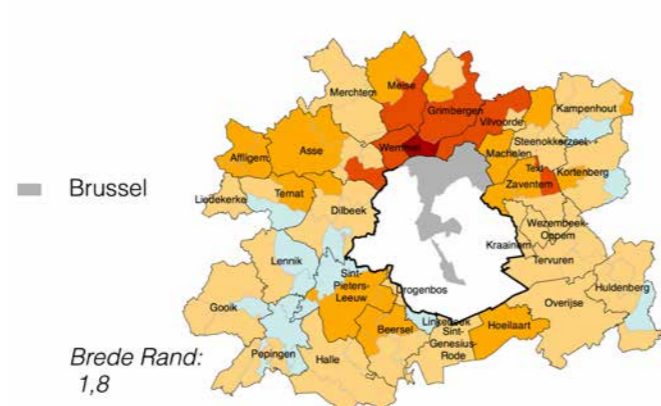 Meise
Merchtem
Grimbergen
Kampenhout
Vilvoorde
Steenokkerzeel
Wemmel
Asse
Affligem
Machelen
Text
Kortenberg
Zaventem
Brussel
Ternat
Liedekerke
Dilbeek
Wezembeek-
Oppem
Kraainem
Lennik
Tervuren
Sint-
Pieters-
Leeuw
Drogenbos
Huldenberg
Gooik
Overijse
Linkebeek
Beersel
Sint-
Genesius-
Rode
Hoeilaart
Pepingen
Halle
Brede Rand:
1,8